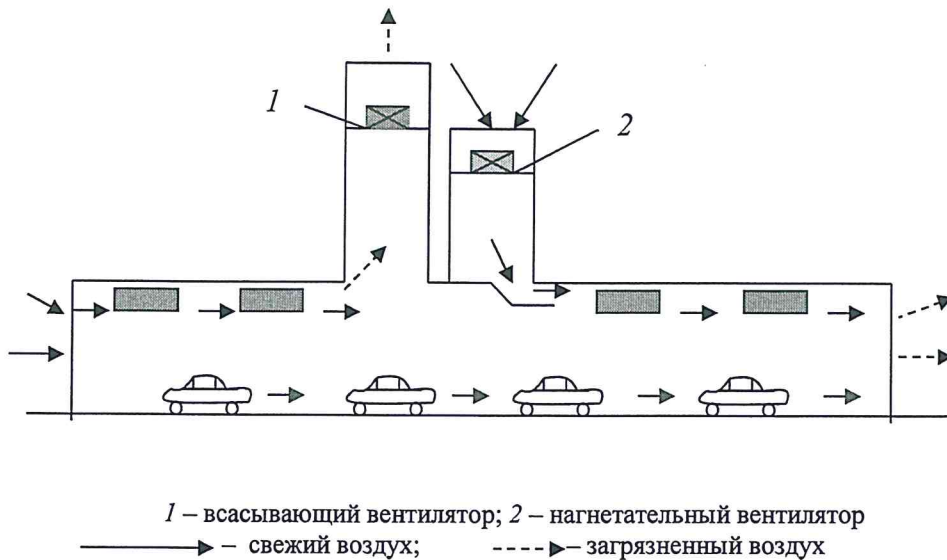 1
2
1 – всасывающий вентилятор; 2 – нагнетательный вентилятор
– свежий воздух; – загрязненный воздух